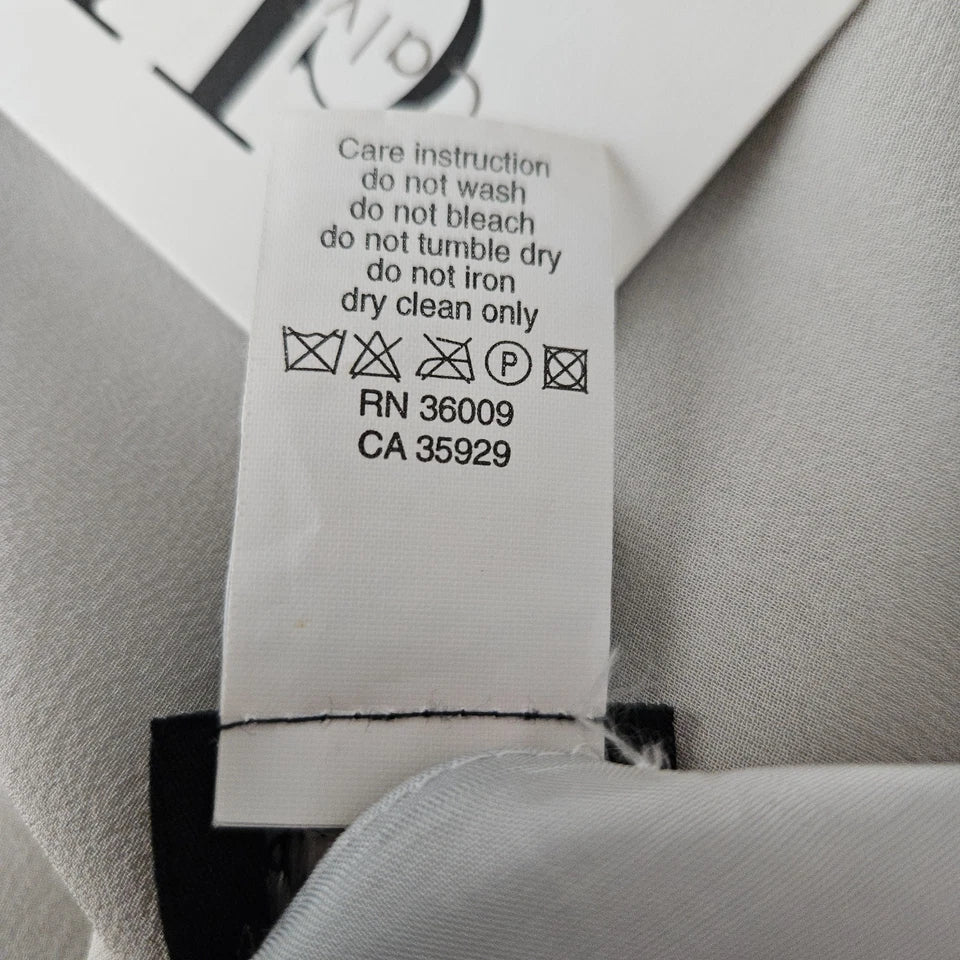 Care instruction
do not wash
do not bleach
do not tumble dry
do not iron
dry clean only
P
RN 36009
CA 35929